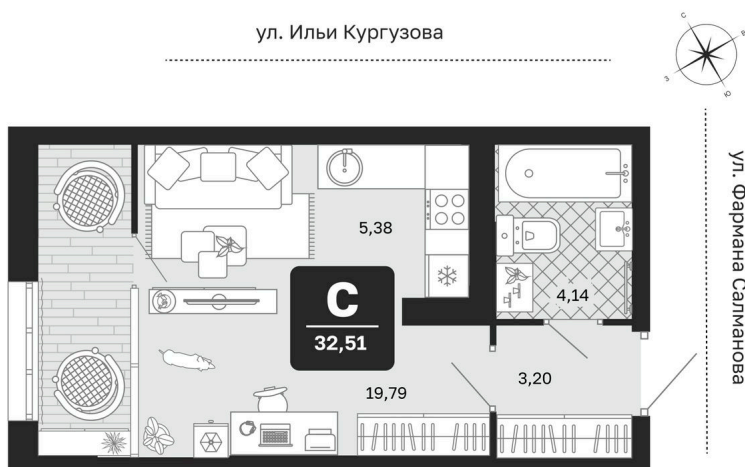 ул. Ильи Кургузова
С
В
З
Ю
ул. Фармана Салманова
5,38
4,14
С
32,51
19,79
3,20